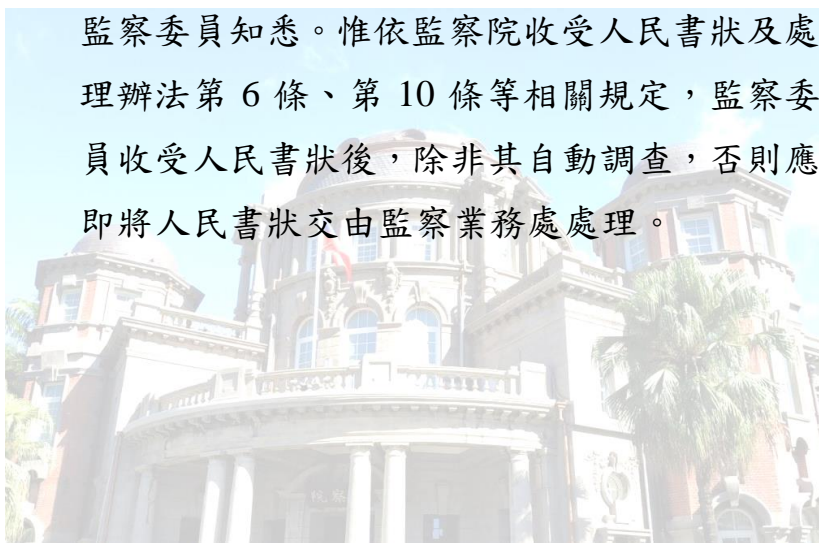 監察委員知悉。惟依監察院收受人民書狀及處
理辦法第 6 條、第 10 條等相關規定，監察委
員收受人民書狀後，除非其自動調查，否則應
即將人民書狀交由監察業務處處理。